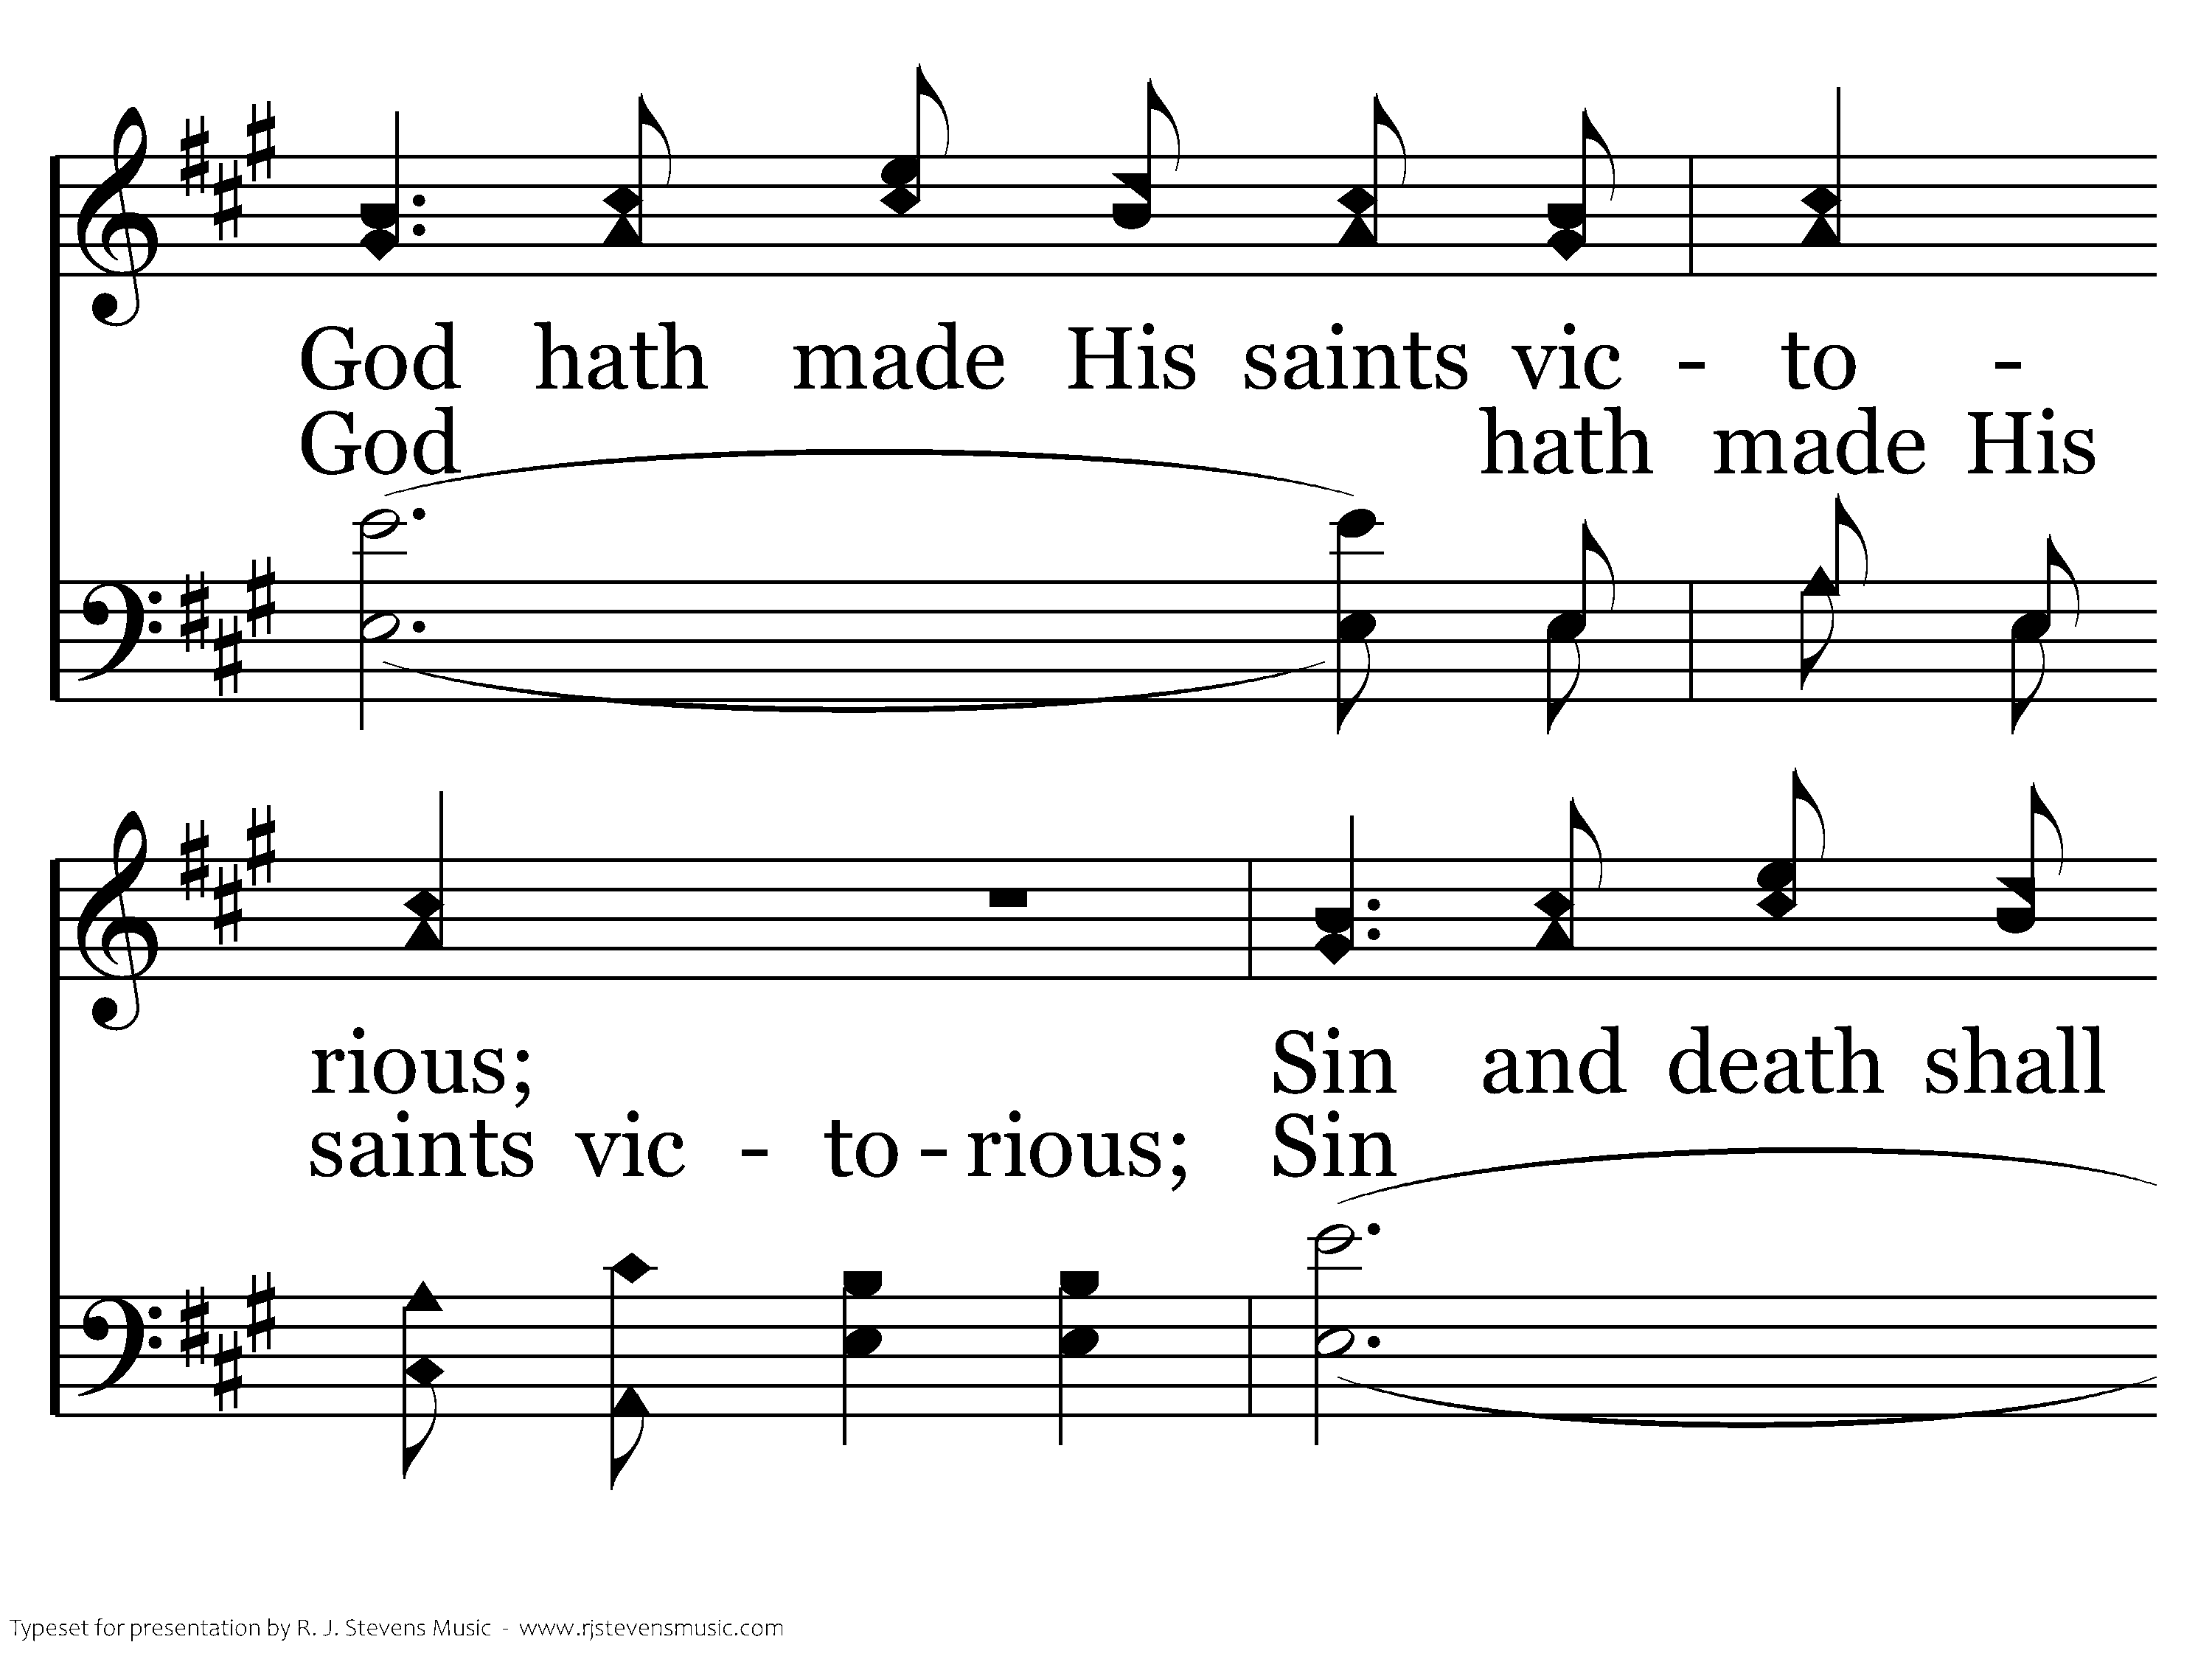 God hath made His saints vic - to -
God hath made His
rious; Sin and death shall
saints vic - to - rious; Sin
Typeset for presentation by R. J. Stevens Music - www.rjstevensmusic.com